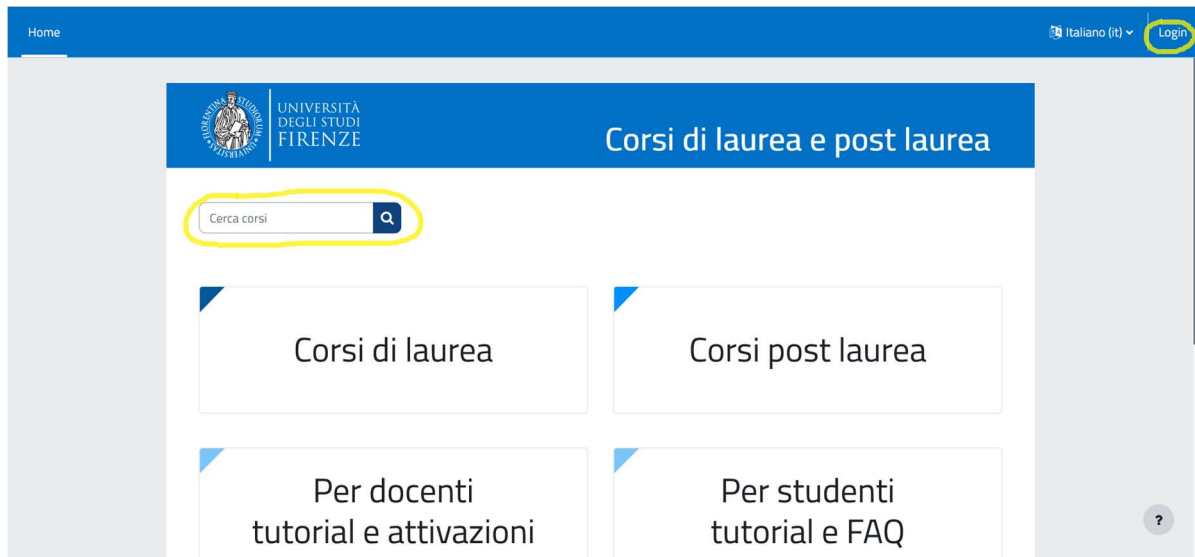 Home
Italiano (it)
Login
UNIVERSITÀ
DEGLI STUDI
FIRENZE
Corsi di laurea e post laurea
Cerca corsi
Corsi di laurea
Corsi post laurea
Per docenti
tutorial e attivazioni
Per studenti
tutorial e FAQ
?